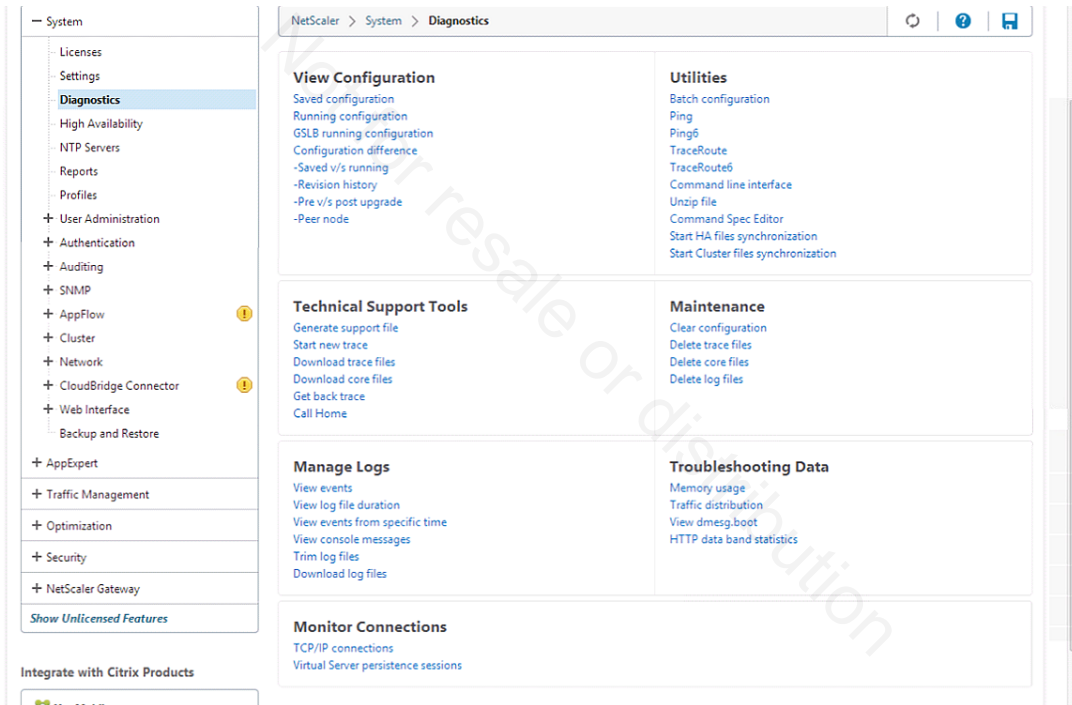 System
Licenses
Settings
Diagnostics
High Availability
NTP Servers
Reports
Profiles
User Administration
Authentication
Auditing
SNMP
AppFlow
Cluster
Network
CloudBridge Connector
Web Interface
Backup and Restore
AppExpert
Traffic Management
Optimization
Security
NetScaler Gateway
Show Unlicensed Features
Integrate with Citrix Products
NetScaler > System > Diagnostics
View Configuration
Saved configuration
Running configuration
GSLB running configuration
Configuration difference
-Saved v/s running
-Revision history
-Pre v/s post upgrade
-Peer node
Utilities
Batch configuration
Ping
Ping6
TraceRoute
TraceRoute6
Command line interface
Unzip file
Command Spec Editor
Start HA files synchronization
Start Cluster files synchronization
Technical Support Tools
Generate support file
Start new trace
Download trace files
Download core files
Get back trace
Call Home
Maintenance
Clear configuration
Delete trace files
Delete core files
Delete log files
Manage Logs
View events
View log file duration
View events from specific time
View console messages
Trim log files
Download log files
Troubleshooting Data
Memory usage
Traffic distribution
View dmesg.boot
HTTP data band statistics
Monitor Connections
TCP/IP connections
Virtual Server persistence sessions
Not for resale or distribution